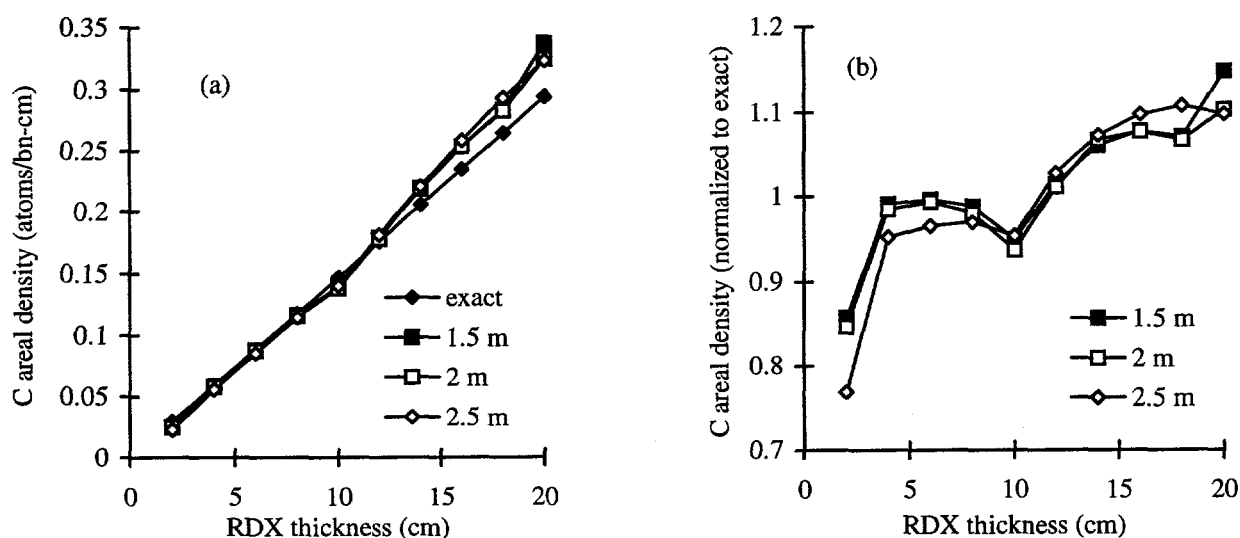 (a)
C areal density (atoms/bn-cm)
0.35
0.3
0.25
0.2
0.15
0.1
0.05
0
exact
1.5 m
2 m
2.5 m
0 5 10 15 20
RDX thickness (cm)
(b)
C areal density (normalized to exact)
1.2
1.1
1
0.9
0.8
0.7
1.5 m
2 m
2.5 m
0 5 10 15 20
RDX thickness (cm)